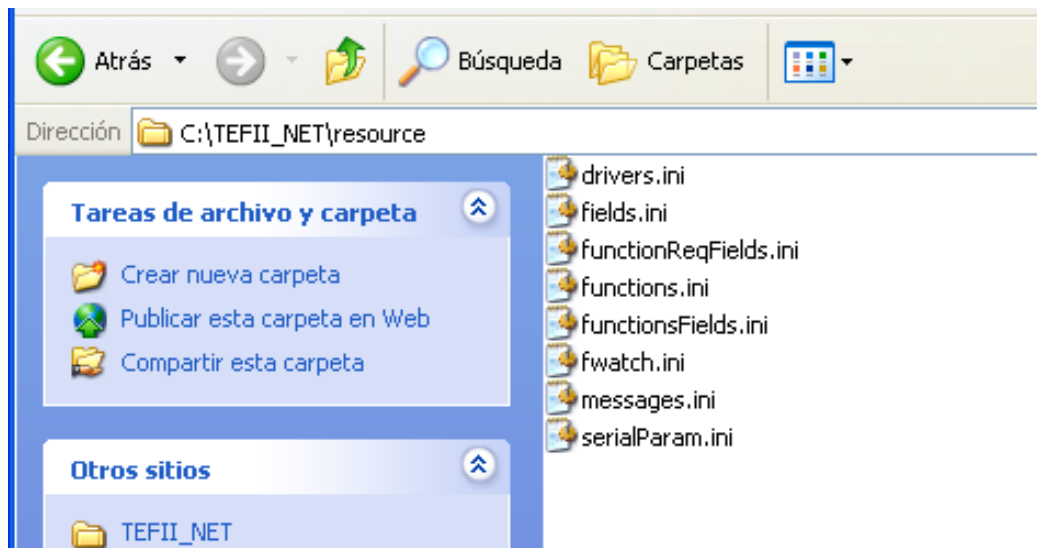 Atrás Búsqueda Carpetas
Dirección C:\TEFII_NET\resource
Tareas de archivo y carpeta
Crear nueva carpeta
Publicar esta carpeta en Web
Compartir esta carpeta
Otros sitios
TEFII_NET
drivers.ini
fields.ini
functionReqFields.ini
functions.ini
functionsFields.ini
fwatch.ini
messages.ini
serialParam.ini